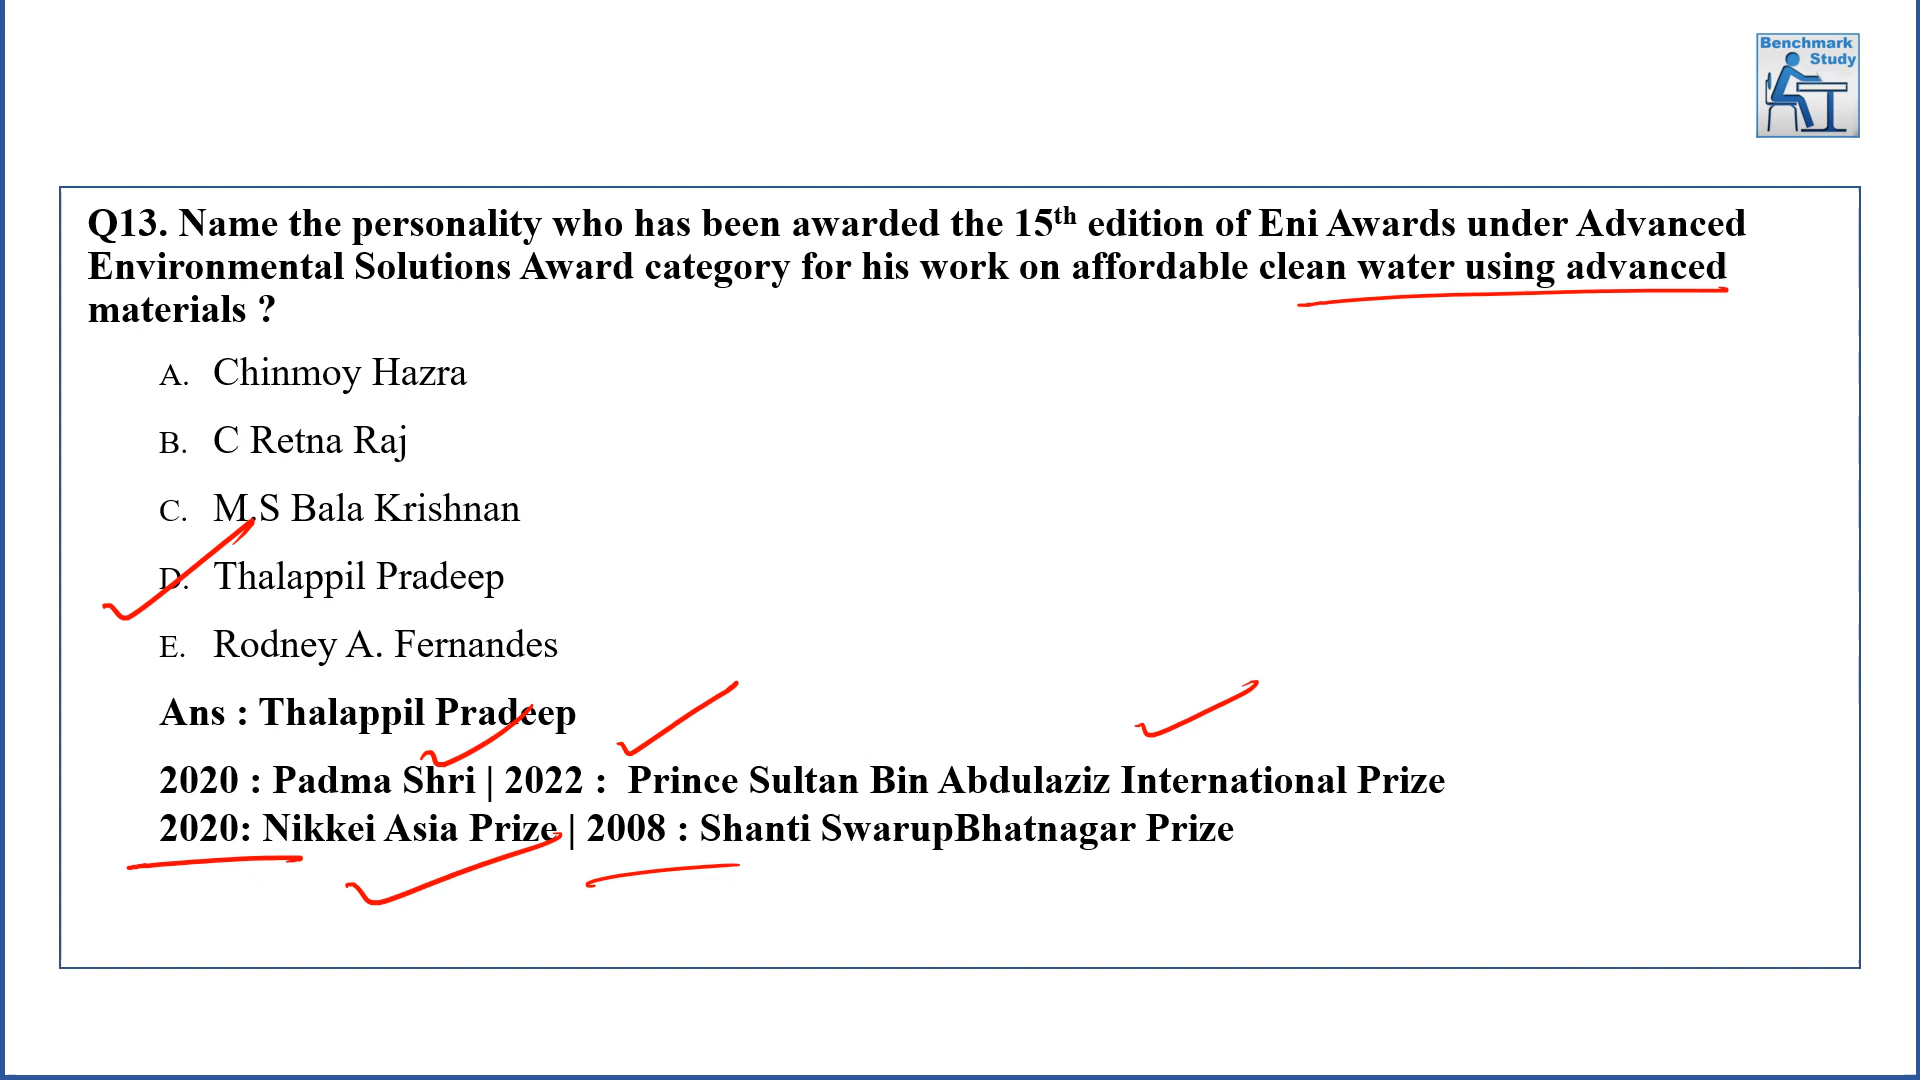 Benchmark
Study
Q13. Name the personality who has been awarded the 15th edition of Eni Awards under Advanced
Environmental Solutions Award category for his work on affordable clean water using advanced
materials ?
A. Chinmoy Hazra
B. C Retna Raj
C. M.S Bala Krishnan
D. Thalappil Pradeep
E. Rodney A. Fernandes
Ans : Thalappil Pradeep
2020 : Padma Shri | 2022 : Prince Sultan Bin Abdulaziz International Prize
2020: Nikkei Asia Prize | 2008 : Shanti SwarupBhatnagar Prize